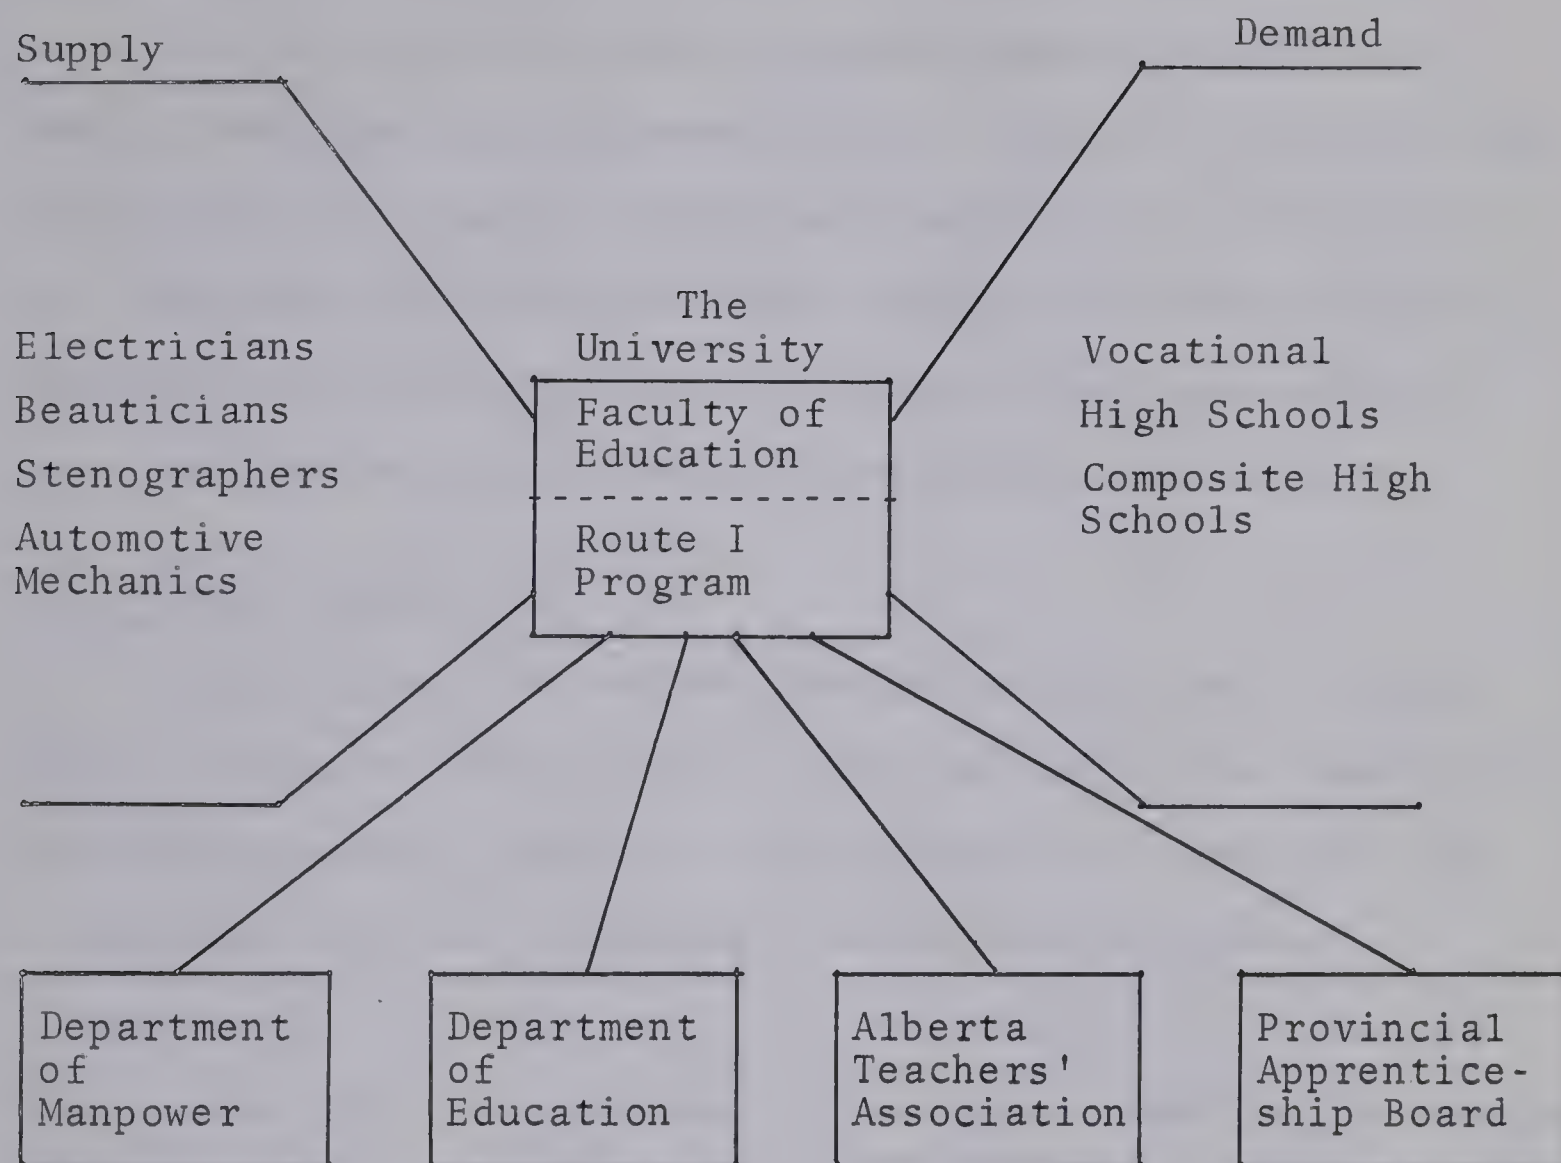 Supply
Demand
Electricians
Beauticians
Stenographers
Automotive
Mechanics
The
University
Faculty of
Education
Route I
Program
Vocational
High Schools
Composite High
Schools
Department
of
Manpower
Department
of
Education
Alberta
Teachers'
Association
Provincial
Apprentice-
ship Board